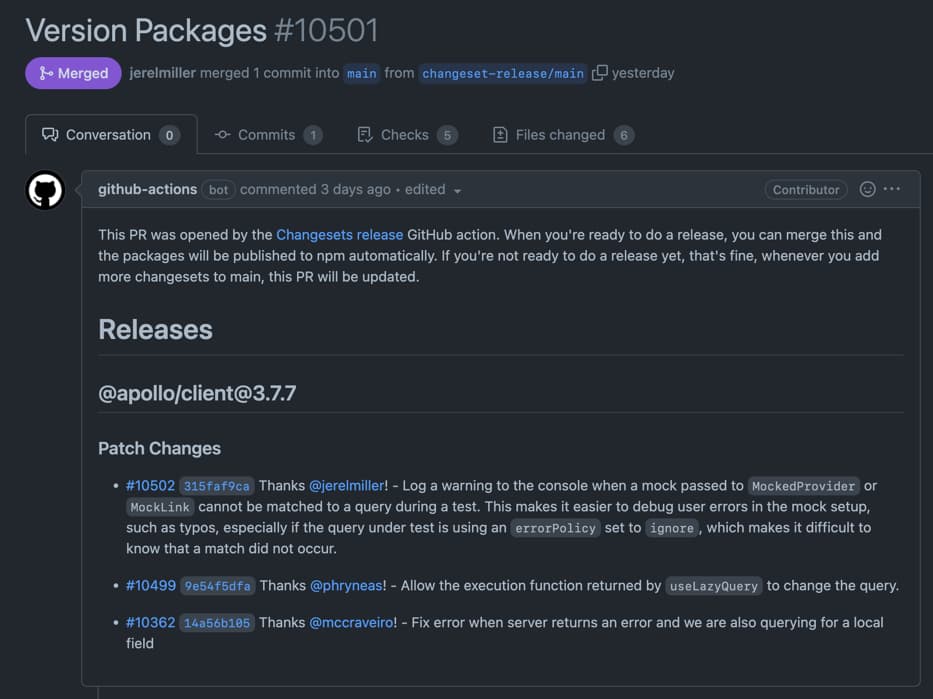 Version Packages #10501
Merged jerelmiller merged 1 commit into main from changeset-release/main yesterday
Conversation 0 Commits 1 Checks 5 Files changed 6
github-actions bot commented 3 days ago • edited Contributor
This PR was opened by the Changesets release GitHub action. When you're ready to do a release, you can merge this and
the packages will be published to npm automatically. If you're not ready to do a release yet, that's fine, whenever you add
more changesets to main, this PR will be updated.
Releases
@apollo/client@3.7.7
Patch Changes
• #10502 315faf9ca Thanks @jerelmiller! - Log a warning to the console when a mock passed to MockedProvider or
MockLink cannot be matched to a query during a test. This makes it easier to debug user errors in the mock setup,
such as typos, especially if the query under test is using an errorPolicy set to ignore, which makes it difficult to
know that a match did not occur.
• #10499 9e54f5dfa Thanks @phryneas! - Allow the execution function returned by useLazyQuery to change the query.
• #10362 14a56b105 Thanks @mccraveiro! - Fix error when server returns an error and we are also querying for a local
field